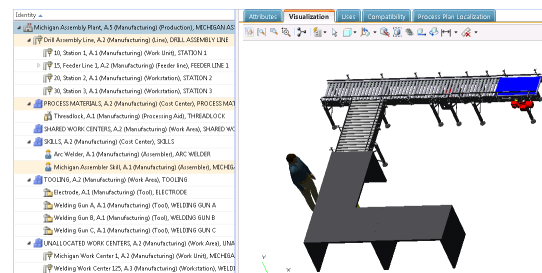 Identity
Michigan Assembly Plant, A.5 (Manufacturing) (Production), MICHIGAN AS
Drill Assembly Line, A.2 (Manufacturing) (Line), DRILL ASSEMBLY LINE
10, Station 1, A.1 (Manufacturing) (Work Unit), STATION 1
15, Feeder Line 1, A.2 (Manufacturing) (Feeder line), FEEDER LINE 1
20, Station 2, A.1 (Manufacturing) (Workstation), STATION 2
30, Station 3, A.1 (Manufacturing) (Workstation), STATION 3
PROCESS MATERIALS, A.2 (Manufacturing) (Cost Center), PROCESS MAT
Threadlock, A.1 (Manufacturing) (Processing Aid), THREADLOCK
SHARED WORK CENTERS, A.2 (Manufacturing) (Work Area), SHARED WO
SKILLS, A.2 (Manufacturing) (Cost Center), SKILLS
Arc Welder, A.1 (Manufacturing) (Assembler), ARC WELDER
Michigan Assembler Skill, A.1 (Manufacturing) (Assembler), MICHIGA
TOOLING, A.2 (Manufacturing) (Work Area), TOOLING
Electrode, A.1 (Manufacturing) (Tool), ELECTRODE
Welding Gun A, A.1 (Manufacturing) (Tool), WELDING GUN A
Welding Gun B, A.1 (Manufacturing) (Tool), WELDING GUN B
Welding Gun C, A.1 (Manufacturing) (Tool), WELDING GUN C
UNALLOCATED WORK CENTERS, A.2 (Manufacturing) (Work Area), UNA
Michigan Work Center 1, A.2 (Manufacturing) (Work Unit), MICHIG
Welding Work Center 125, A.3 (Manufacturing) (Workstation), WELDI
Attributes
Visualization
Uses
Compatibility
Process Plan Localization
Y
X